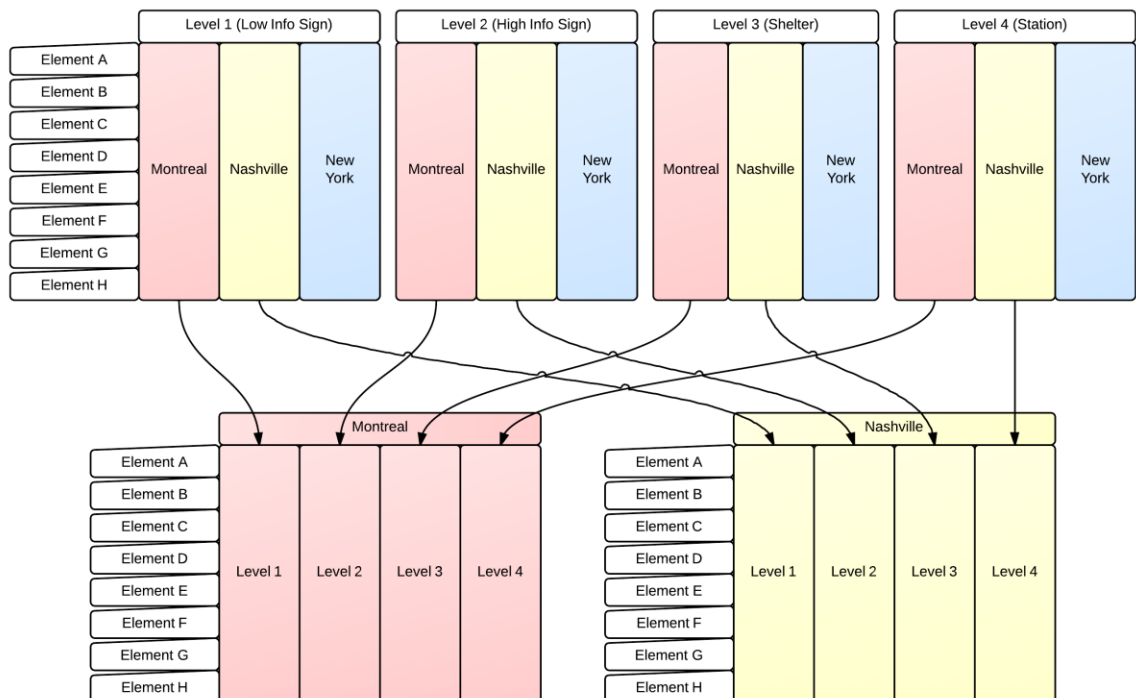 Level 1 (Low Info Sign)
Level 2 (High Info Sign)
Level 3 (Shelter)
Level 4 (Station)
Element A
Element B
Element C
Element D
Element E
Element F
Element G
Element H
Montreal
Nashville
New
York
Montreal
Nashville
New
York
Montreal
Nashville
New
York
Montreal
Nashville
New
York
Montreal
Element A
Element B
Element C
Element D
Element E
Element F
Element G
Element H
Level 1
Level 2
Level 3
Level 4
Nashville
Element A
Element B
Element C
Element D
Element E
Element F
Element G
Element H
Level 1
Level 2
Level 3
Level 4